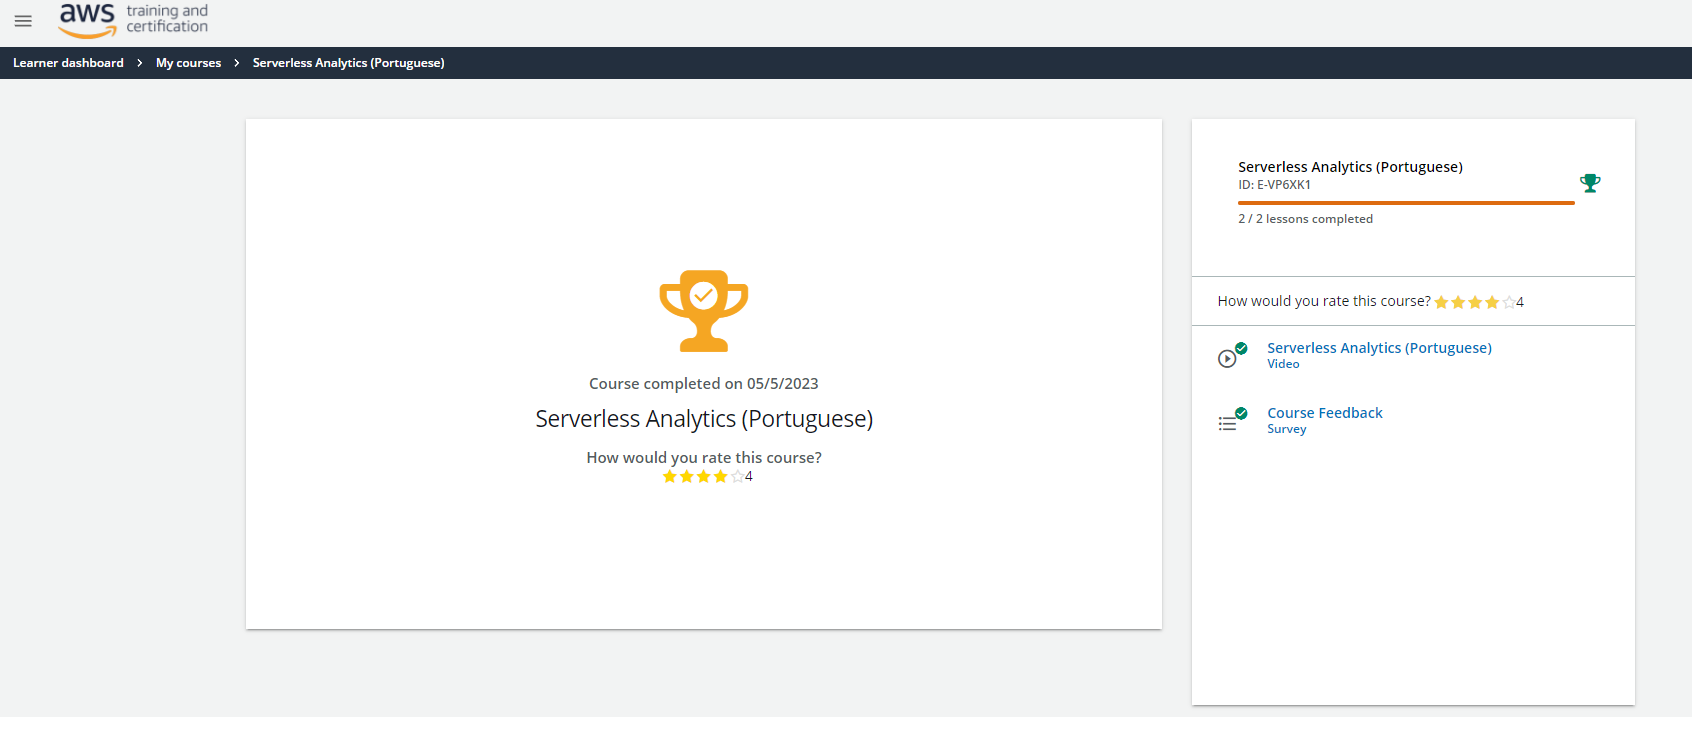 aws training and
certification
Learner dashboard > My courses > Serverless Analytics (Portuguese)
Course completed on 05/5/2023
Serverless Analytics (Portuguese)
How would you rate this course?
4
Serverless Analytics (Portuguese)
ID: E-VP6XK1
2 / 2 lessons completed
How would you rate this course? 4
Serverless Analytics (Portuguese)
Video
Course Feedback
Survey